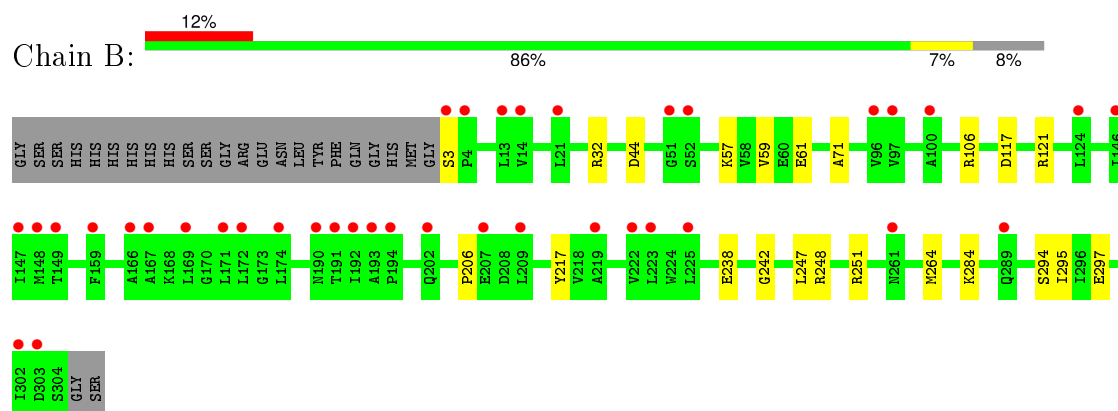 12%
Chain B:
86% 7% 8%
GLY SER SER HIS HIS HIS HIS HIS HIS SER SER GLY ARG GLU ASN LEU TYR PHE GLN GLY HIS MET GLY S3 P4 L13 V14 L21 R32 D44 G51 S52 K57 V58 V59 E60 E61 A71 V96 V97 A100 R106 D117 R121 L124 I146
I147 M148 T149 F159 A166 A167 K168 L169 G170 L171 L172 G173 L174 N190 T191 I192 A193 P194 Q202 P206 E207 D208 L209 Y217 V218 A219 V222 L223 W224 L225 E238 G242 L247 R248 R251 N261 M264 K284 Q289 S294 I295 I296 E297
I302 D303 S304 GLY SER